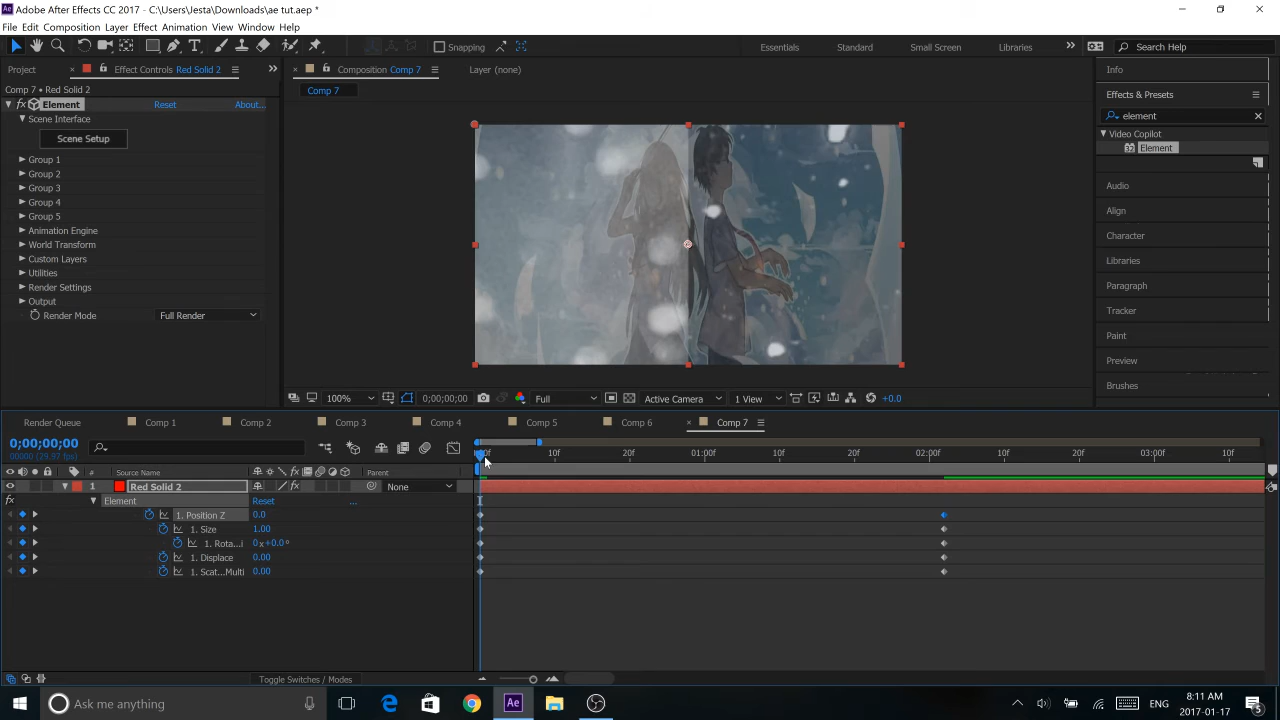 Adobe After Effects CC 2017 - C:\Users\Jesta\Downloads\ae tut.aep *
File Edit Composition Layer Effect Animation View Window Help
Snapping Essentials Standard Small Screen Libraries Search Help
Project Effect Controls Red Solid 2 Composition Comp 7 Layer (none) Info
Comp 7 • Red Solid 2 Comp 7 Effects & Presets
fx Element Reset About...
element
Scene Interface
Video Copilot
Scene Setup
Element
Group 1
Group 2
Group 3
Audio
Group 4
Align
Group 5
Animation Engine
Character
World Transform
Custom Layers
Libraries
Utilities
Render Settings
Paragraph
Output
Tracker
Render Mode Full Render
Paint
Preview
Brushes
100% 0;00;00;00 Full Active Camera 1 View +0.0
Render Queue Comp 1 Comp 2 Comp 3 Comp 4 Comp 5 Comp 6 Comp 7
0;00;00;00
00000 (29.97 fps)
10f 20f 01:00f 10f 20f 02:00f 10f 20f 03:00f 10f
# Source Name fx Parent
1 Red Solid 2 fx None
fx Element Reset ...
1. Position Z 0.0
1. Size 1.00
1. Rota...i 0x+0.0°
1. Displace 0.00
1. Scat...Multi 0.00
Toggle Switches / Modes
Ask me anything Ae 8:11 AM
2017-01-17